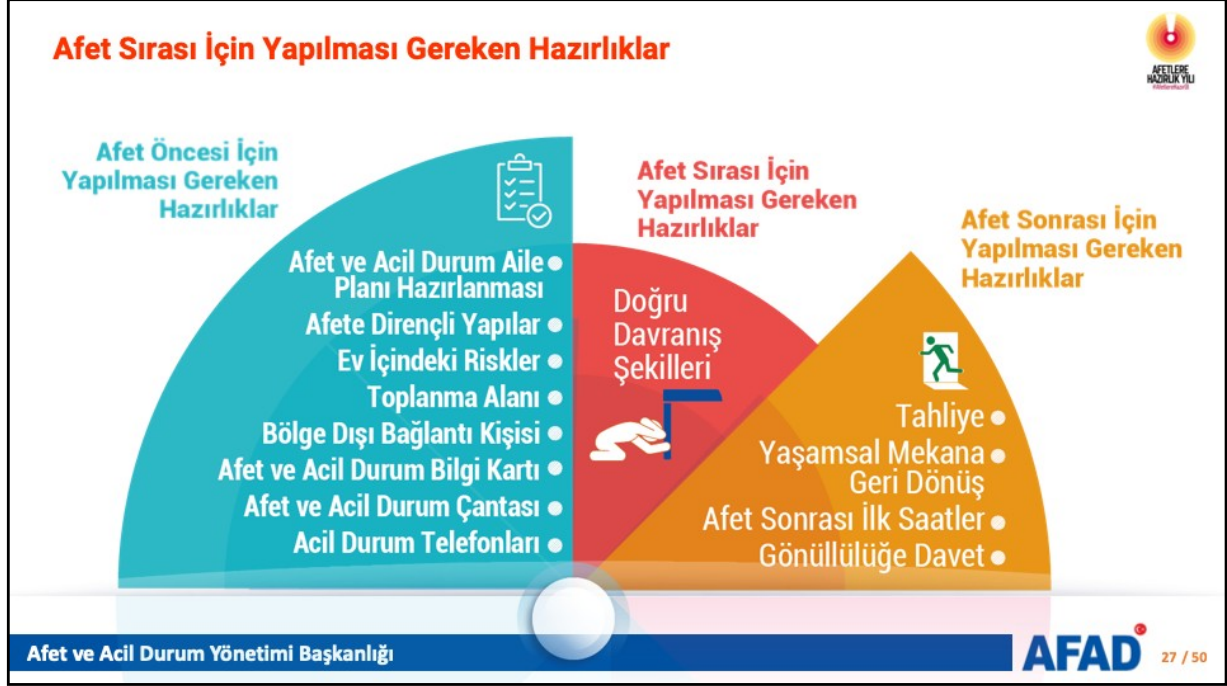 Afet Sırası İçin Yapılması Gereken Hazırlıklar
AFETLERE
HAZIRLIK YILI
Afet Öncesi İçin
Yapılması Gereken
Hazırlıklar
Afet ve Acil Durum Aile
Planı Hazırlanması
Afete Dirençli Yapılar
Ev İçindeki Riskler
Toplanma Alanı
Bölge Dışı Bağlantı Kişisi
Afet ve Acil Durum Bilgi Kartı
Afet ve Acil Durum Çantası
Acil Durum Telefonları
Afet Sırası İçin
Yapılması Gereken
Hazırlıklar
Doğru
Davranış
Şekilleri
Afet Sonrası İçin
Yapılması Gereken
Hazırlıklar
Tahliye
Yaşamsal Mekana
Geri Dönüş
Afet Sonrası İlk Saatler
Gönüllülüğe Davet
Afet ve Acil Durum Yönetimi Başkanlığı
AFAD
27 / 50